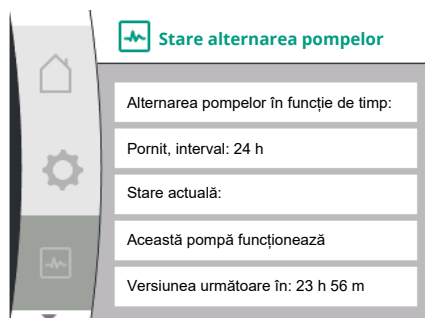 Stare alternarea pompelor
Alternarea pompelor în funcție de timp:
Pornit, interval: 24 h
Stare actuală:
Această pompă funcționează
Versiunea următoare în: 23 h 56 m